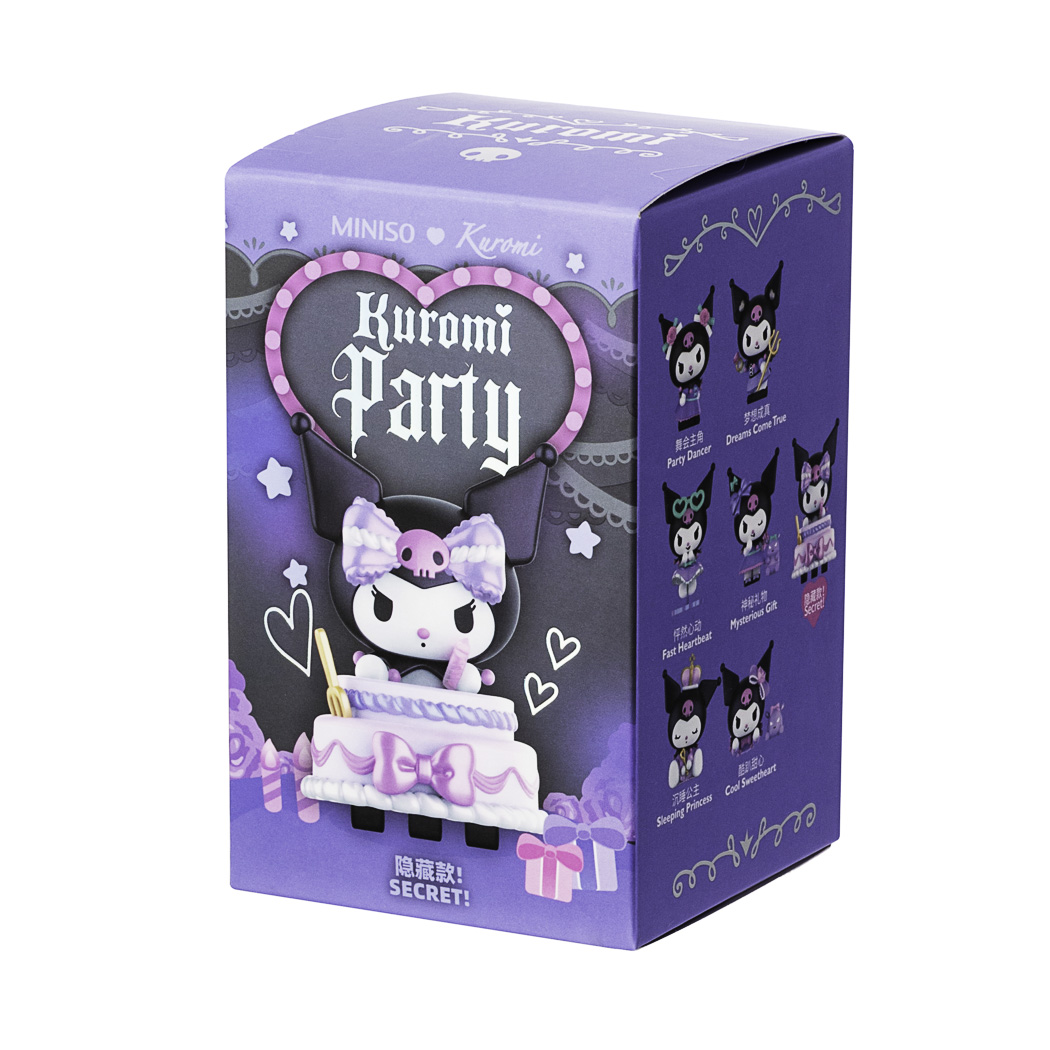 Kuromi
MINISO Kuromi
Kuromi
Party
隐藏款!
SECRET!
舞会主角
Party Dancer
梦想成真
Dreams Come True
怦然心动
Fast Heartbeat
神秘礼物
Mysterious Gift
隐藏款!
Secret!
沉睡公主
Sleeping Princess
酷趴甜心
Cool Sweetheart